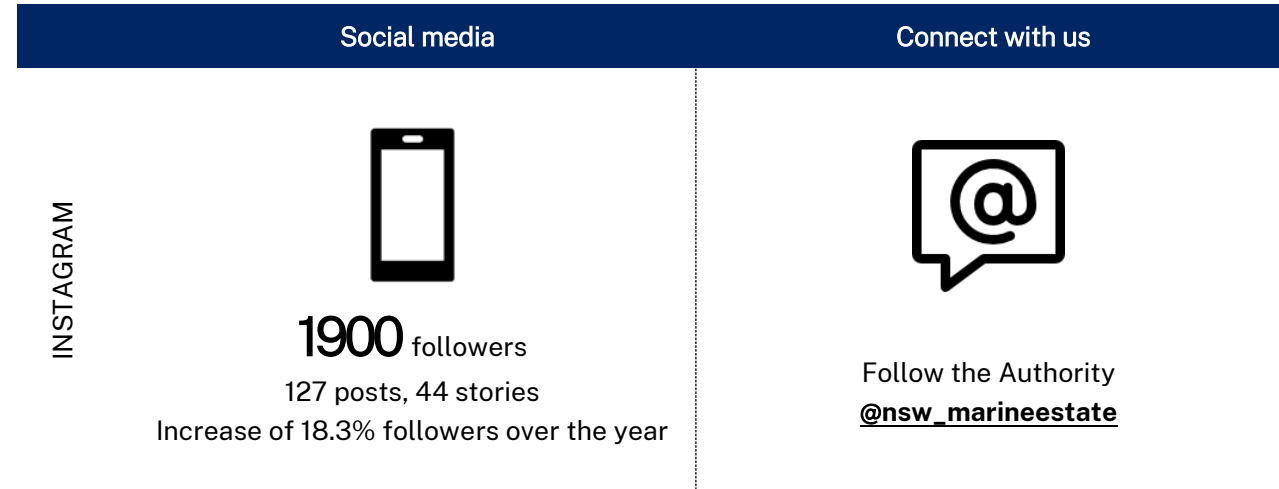 Social media
Connect with us
INSTAGRAM
1900 followers
127 posts, 44 stories
Increase of 18.3% followers over the year
@
Follow the Authority
@nsw_marineestate